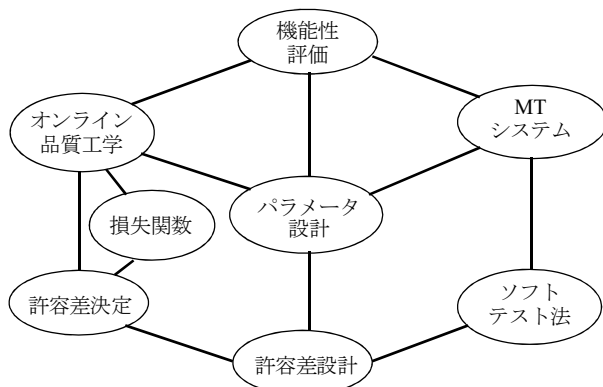 機能性
評価
オンライン
品質工学
MT
システム
損失関数
パラメータ
設計
許容差決定
ソフト
テスト法
許容差設計